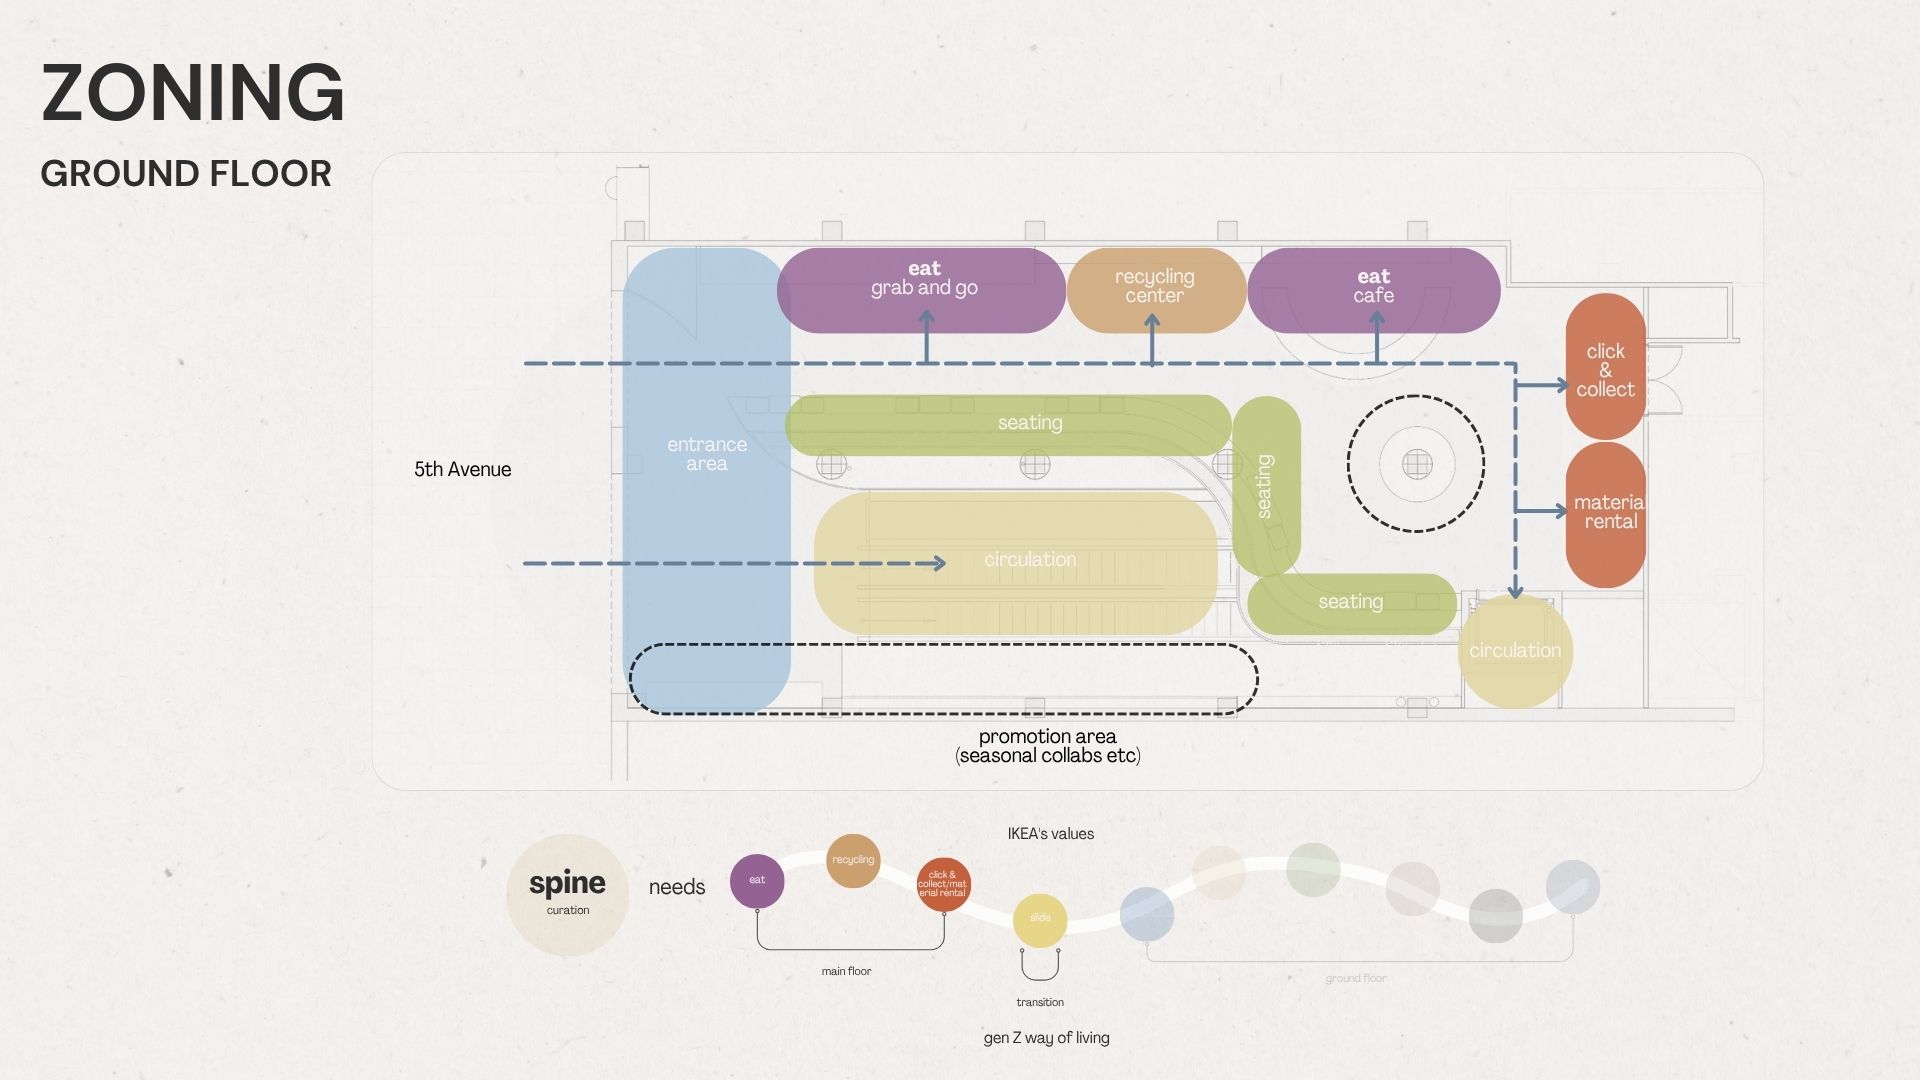 ZONING
GROUND FLOOR
eat
grab and go
recycling
center
eat
cafe
click
&
collect
seating
entrance
area
5th Avenue
seating
material
rental
circulation
seating
circulation
promotion area
(seasonal collabs etc)
IKEA's values
spine
curation
needs
eat
recycling
click &
collect/mat
erial rental
slide
main floor
ground floor
transition
gen Z way of living